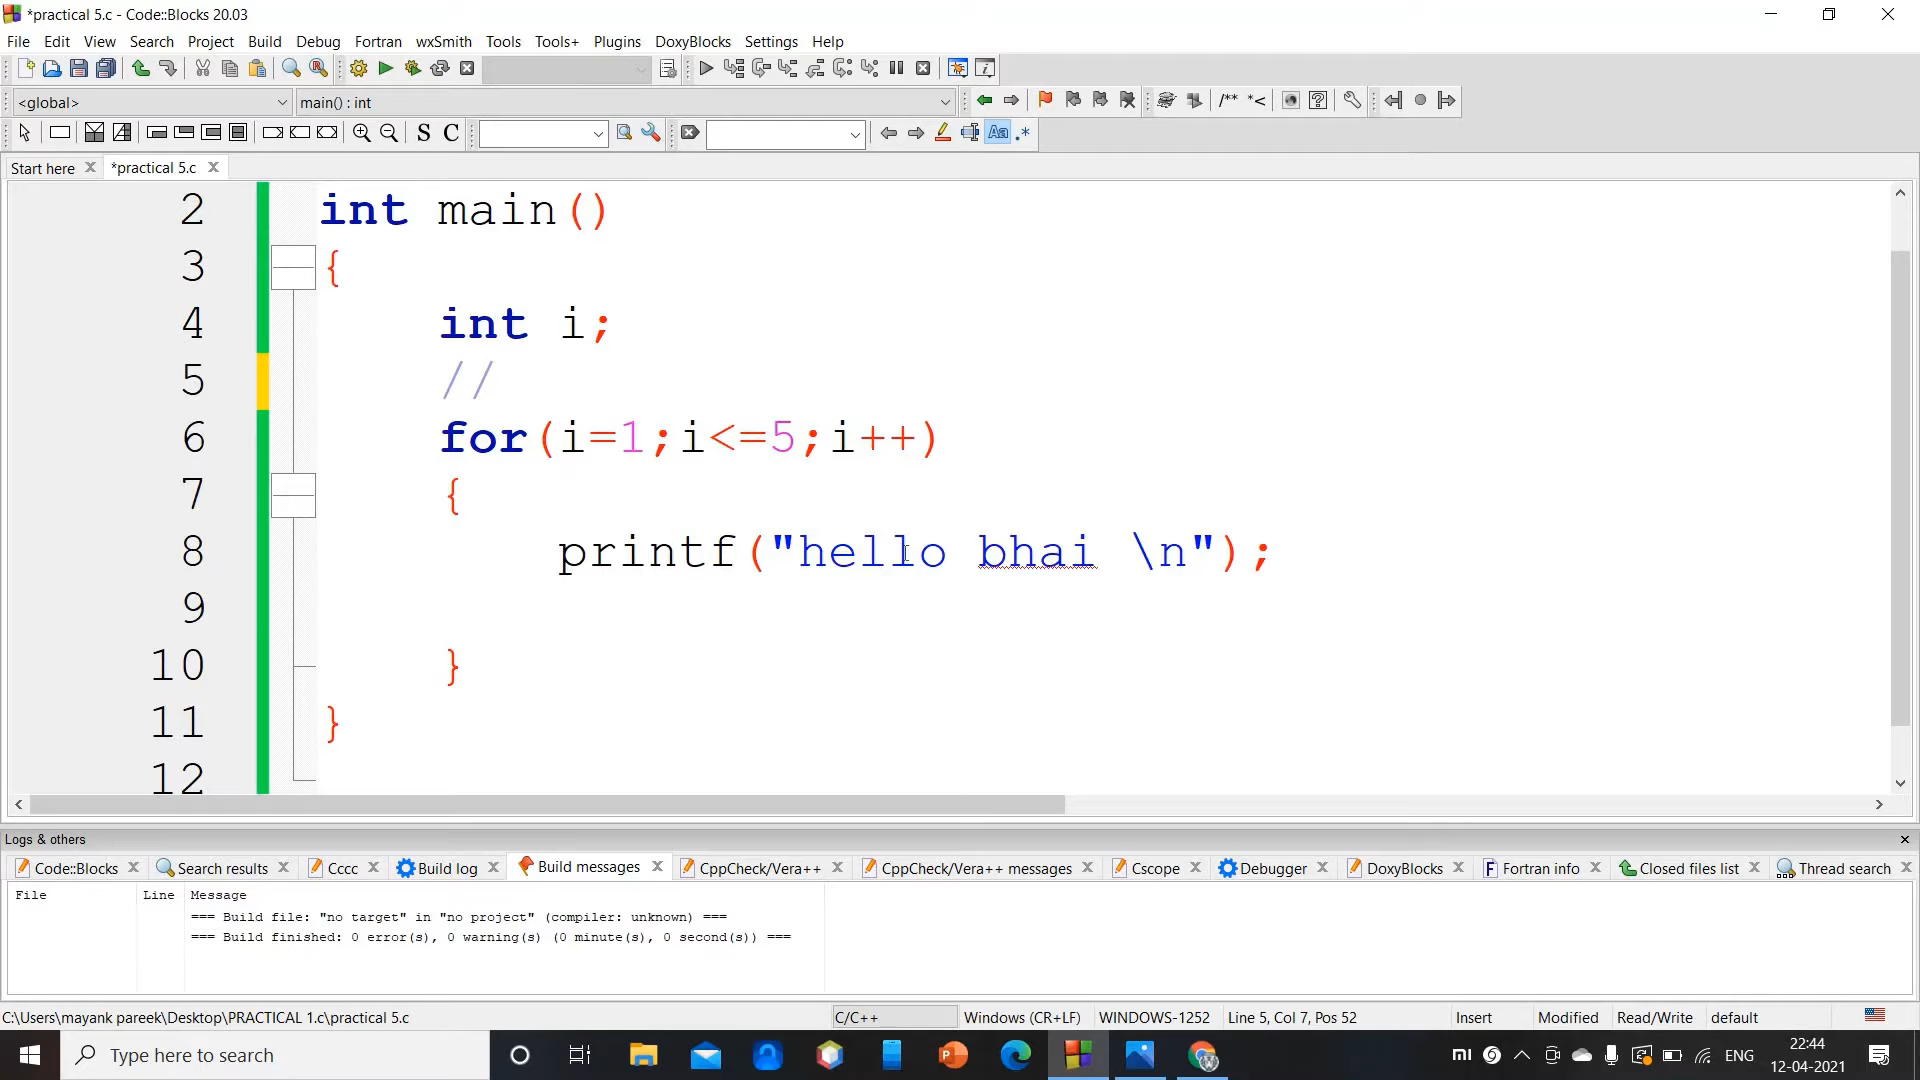 *practical 5.c - Code::Blocks 20.03
File Edit View Search Project Build Debug Fortran wxSmith Tools Tools+ Plugins DoxyBlocks Settings Help
<global> main() : int /** *<
S C Aa .*
Start here *practical 5.c
2 int main()
3 {
4 int i;
5 //
6 for(i=1;i<=5;i++)
7 {
8 printf("hello bhai \n");
9
10 }
11 }
12
Logs & others
Code::Blocks Search results Cccc Build log Build messages CppCheck/Vera++ CppCheck/Vera++ messages Cscope Debugger DoxyBlocks Fortran info Closed files list Thread search
File Line Message
=== Build file: "no target" in "no project" (compiler: unknown) ===
=== Build finished: 0 error(s), 0 warning(s) (0 minute(s), 0 second(s)) ===
C:\Users\mayank pareek\Desktop\PRACTICAL 1.c\practical 5.c C/C++ Windows (CR+LF) WINDOWS-1252 Line 5, Col 7, Pos 52 Insert Modified Read/Write default
Type here to search ENG 22:44
12-04-2021